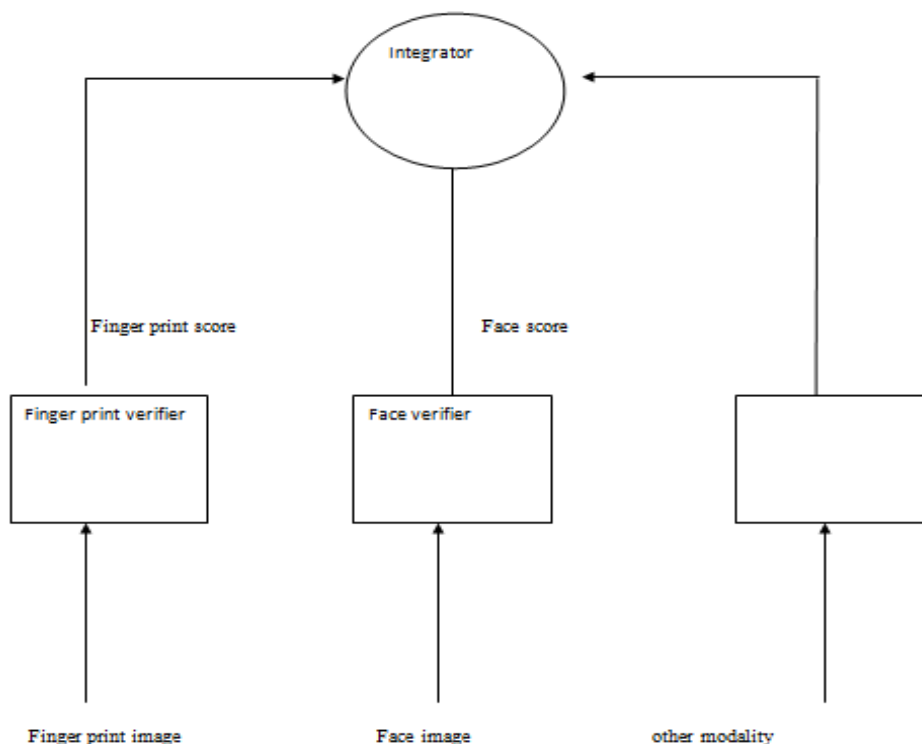 Integrator
Finger print score
Face score
Finger print verifier
Face verifier
Finger print image
Face image
other modality